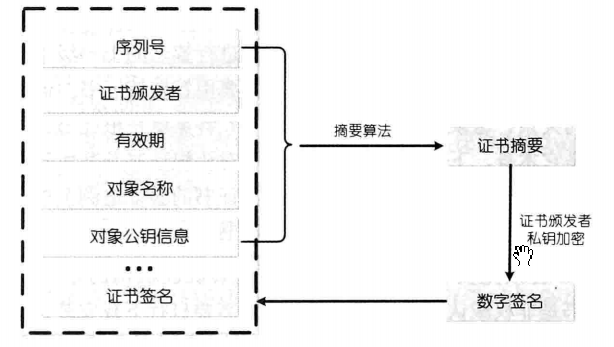 序列号
证书颁发者
有效期
对象名称
对象公钥信息
...
证书签名
摘要算法
证书摘要
证书颁发者
私钥加密
数字签名